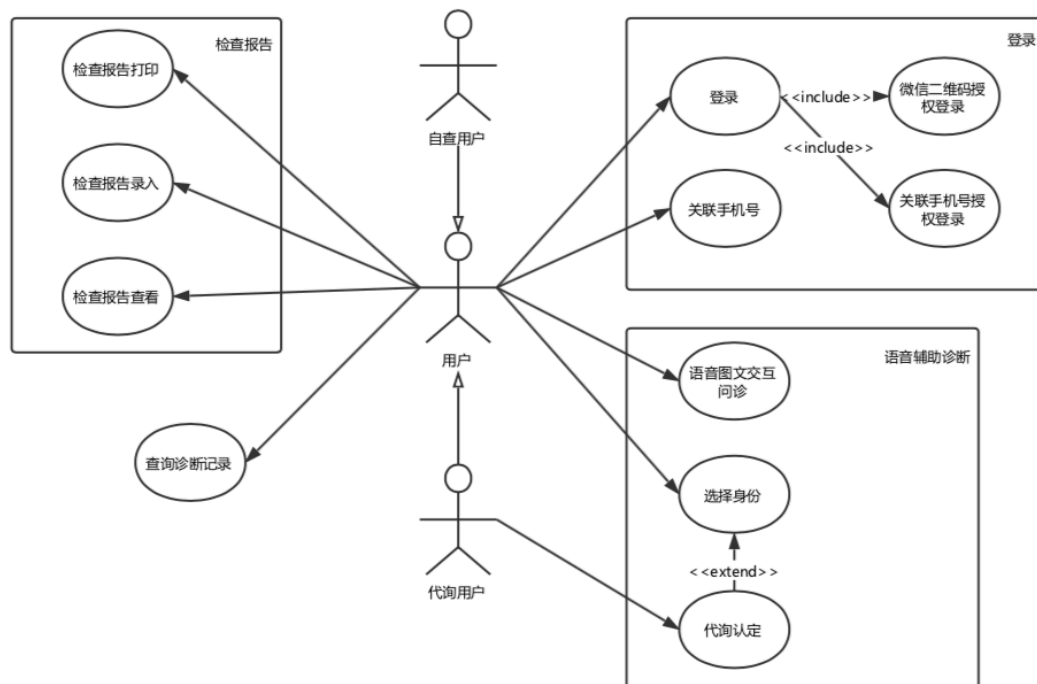 检查报告
检查报告打印
检查报告录入
检查报告查看
查询诊断记录
自查用户
用户
代询用户
登录
登录
<<include>>
微信二维码授
权登录
<<include>>
关联手机号
关联手机号授
权登录
语音辅助诊断
语音图文交互
问诊
选择身份
<<extend>>
代询认定